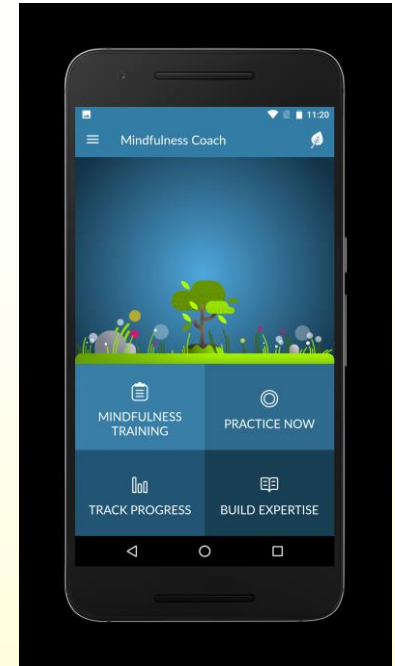 11:20
Mindfulness Coach
MINDFULNESS
TRAINING
PRACTICE NOW
TRACK PROGRESS
BUILD EXPERTISE